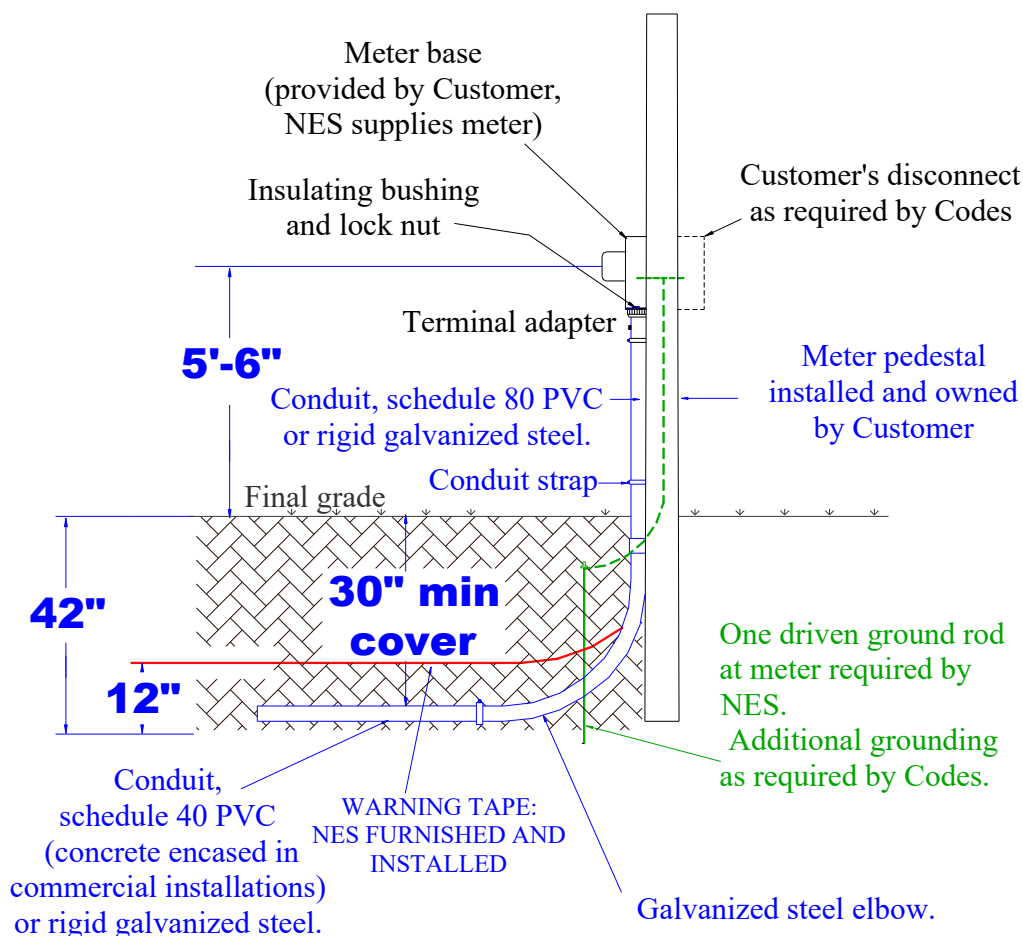 Meter base
(provided by Customer,
NES supplies meter)
Insulating bushing
and lock nut
Customer's disconnect
as required by Codes
Terminal adapter
5'-6"
Conduit, schedule 80 PVC
or rigid galvanized steel.
Meter pedestal
installed and owned
by Customer
Conduit strap
Final grade
42"
30" min
cover
12"
One driven ground rod
at meter required by
NES.
Additional grounding
as required by Codes.
Conduit,
schedule 40 PVC
(concrete encased in
commercial installations)
or rigid galvanized steel.
WARNING TAPE:
NES FURNISHED AND
INSTALLED
Galvanized steel elbow.